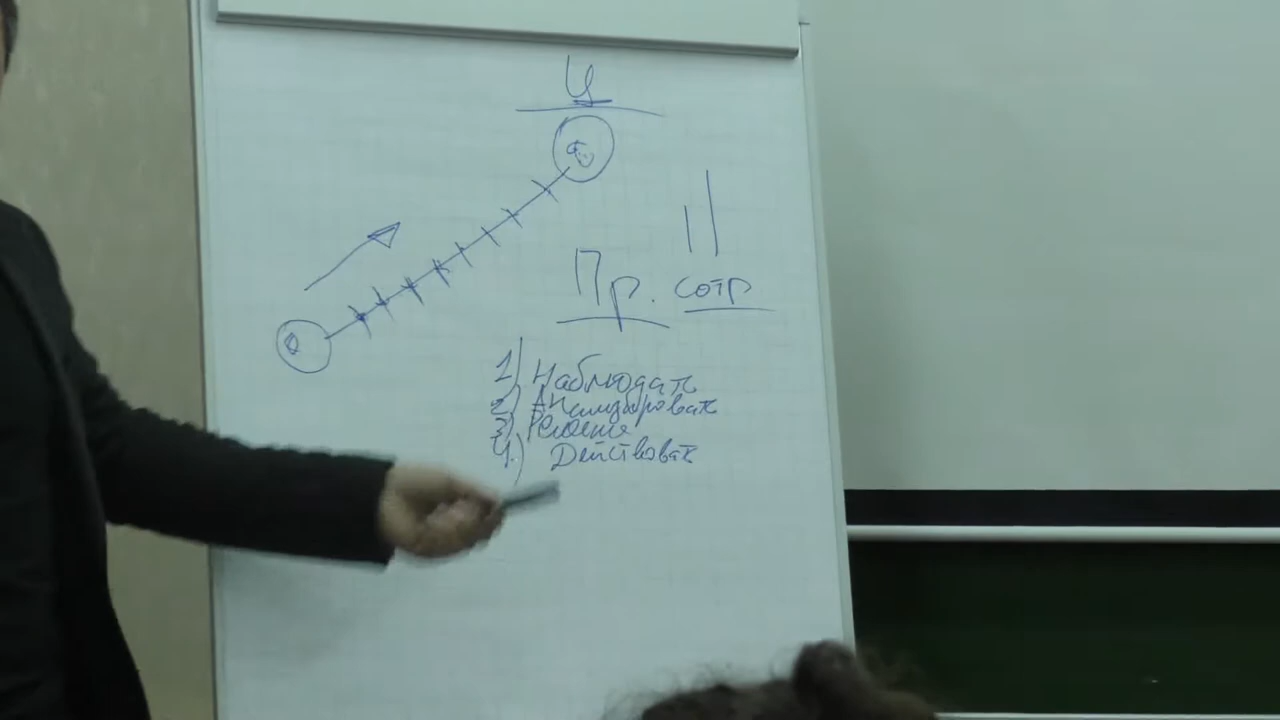 Ц
Пр. сотр
1) Наблюдать
2) Анализировать
3) Решение
4.) Действовать